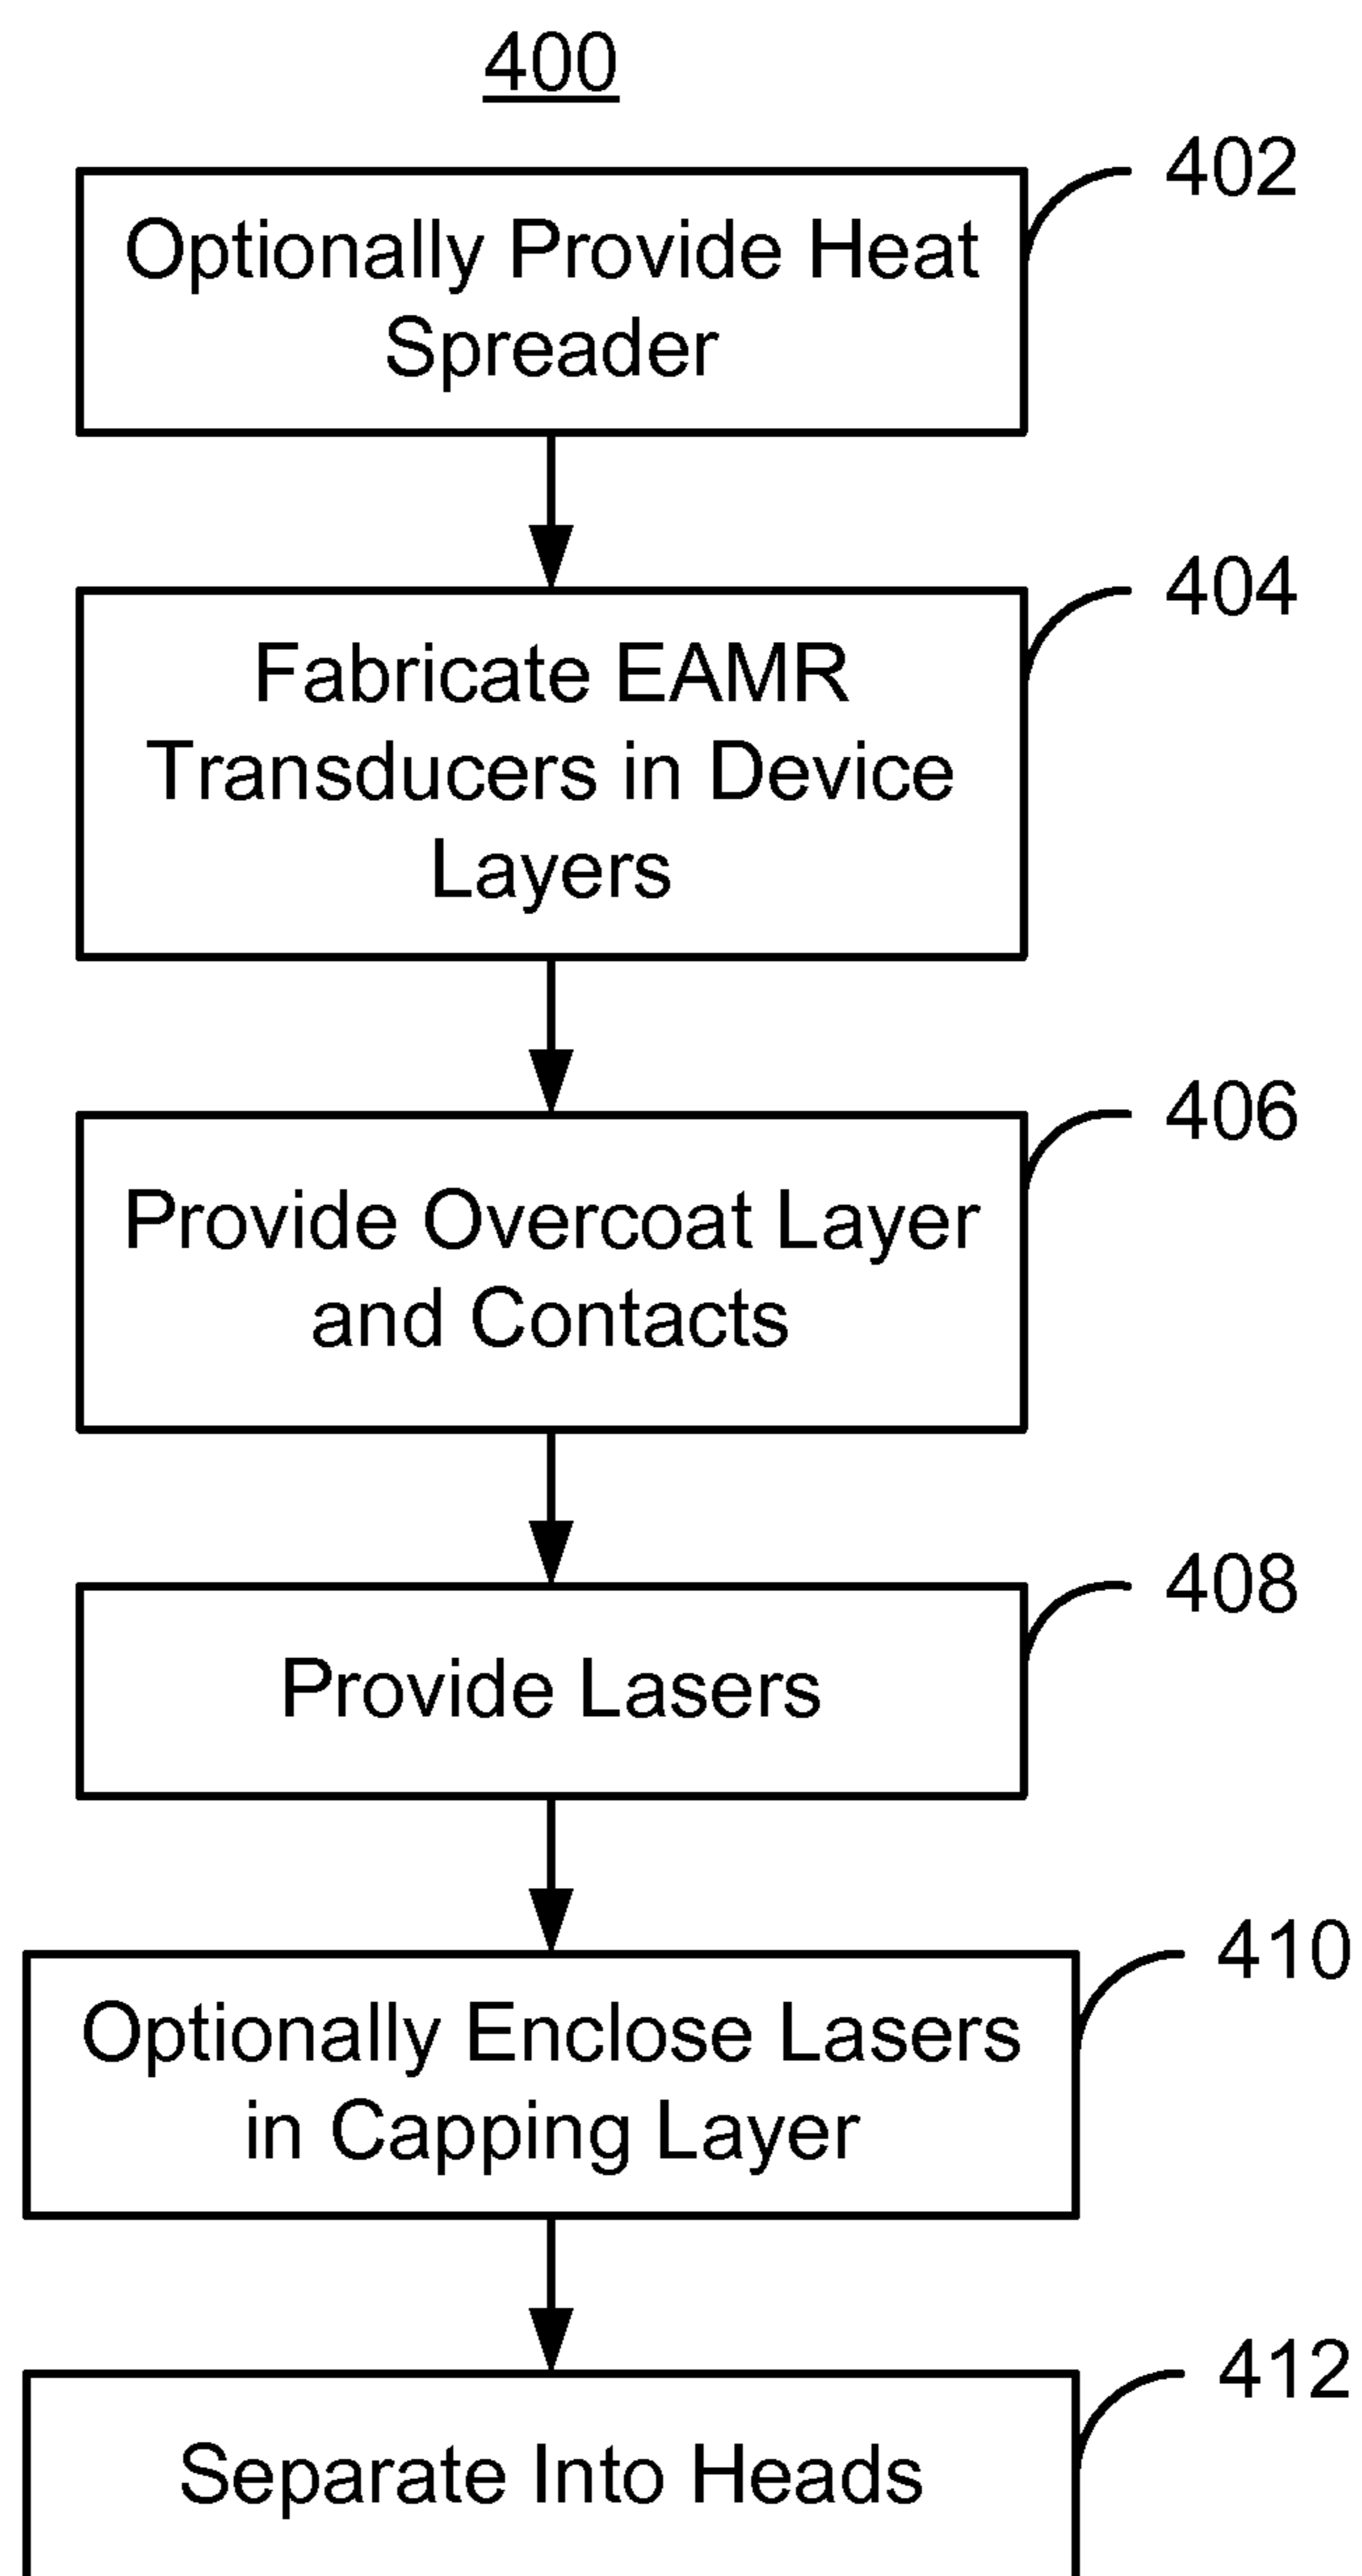 400
402
Optionally Provide Heat
Spreader
404
Fabricate EAMR
Transducers in Device
Layers
406
Provide Overcoat Layer
and Contacts
408
Provide Lasers
410
Optionally Enclose Lasers
in Capping Layer
412
Separate Into Heads